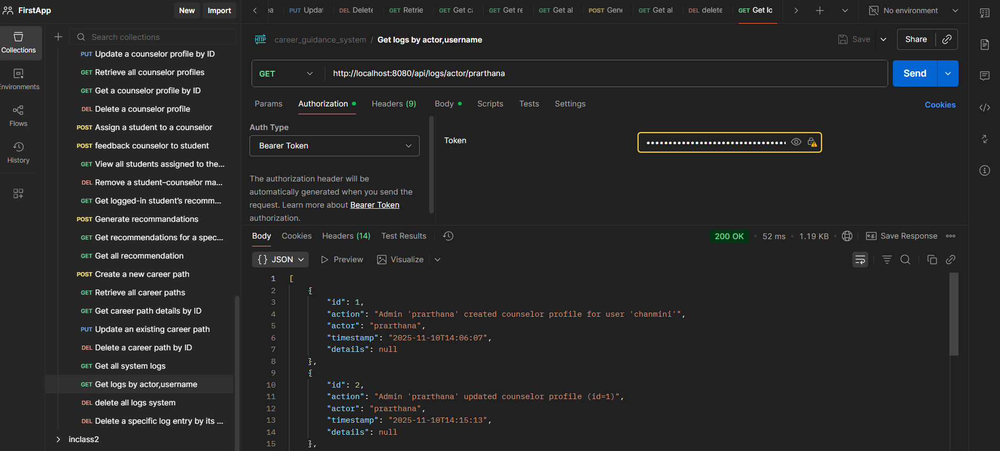 FirstApp
New
Import
PUT Updat
DEL Delete
GET Retrie
GET Get ca
GET Get re
GET Get al
POST Gene
GET Get al
DEL delete
GET Get lo
No environment
Collections
Environments
Flows
History
Search collections
PUT Update a counselor profile by ID
GET Retrieve all counselor profiles
GET Get a counselor profile by ID
DEL Delete a counselor profile
POST Assign a student to a counselor
POST feedback counselor to student
GET View all students assigned to the...
DEL Remove a student–counselor ma...
GET Get logged-in student’s recomm...
POST Generate recommandations
GET Get recommendations for a spec...
GET Get all recommendation
POST Create a new career path
GET Retrieve all career paths
GET Get career path details by ID
PUT Update an existing career path
DEL Delete a career path by ID
GET Get all system logs
GET Get logs by actor,username
DEL delete all logs system
DEL Delete a specific log entry by its ...
inclass2
HTTP career_guidance_system / Get logs by actor,username
Save
Share
GET http://localhost:8080/api/logs/actor/prarthana
Send
Params Authorization Headers (9) Body Scripts Tests Settings
Cookies
Auth Type
Bearer Token
The authorization header will be
automatically generated when you send the
request. Learn more about Bearer Token
authorization.
Token
Body Cookies Headers (14) Test Results
200 OK • 52 ms • 1.19 KB
e.g. Save Response
{} JSON Preview Visualize
1 [
2 {
3 "id": 1,
4 "action": "Admin 'prarthana' created counselor profile for user 'chanmini'",
5 "actor": "prarthana",
6 "timestamp": "2025-11-10T14:06:07",
7 "details": null
8 },
9 {
10 "id": 2,
11 "action": "Admin 'prarthana' updated counselor profile (id=1)",
12 "actor": "prarthana",
13 "timestamp": "2025-11-10T14:15:13",
14 "details": null
15 },